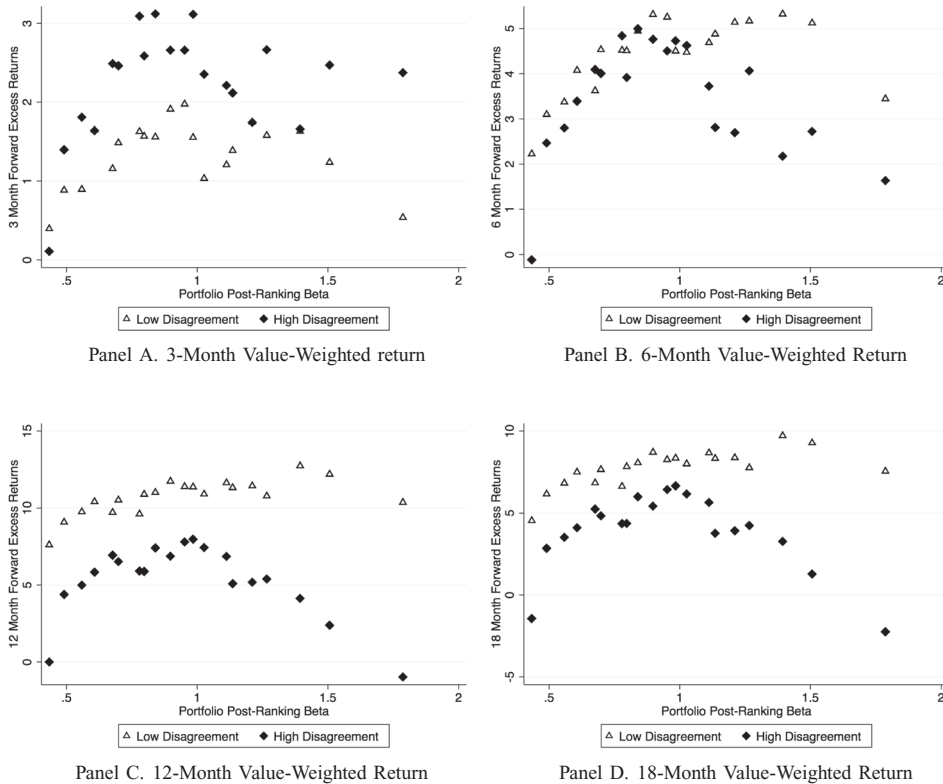 3 Month Forward Excess Returns
0
1
2
3
.5
1
1.5
2
Portfolio Post-Ranking Beta
Low Disagreement
High Disagreement
Panel A. 3-Month Value-Weighted return
6 Month Forward Excess Returns
0
1
2
3
4
5
.5
1
1.5
2
Portfolio Post-Ranking Beta
Low Disagreement
High Disagreement
Panel B. 6-Month Value-Weighted Return
12 Month Forward Excess Returns
0
5
10
15
.5
1
1.5
2
Portfolio Post-Ranking Beta
Low Disagreement
High Disagreement
Panel C. 12-Month Value-Weighted Return
18 Month Forward Excess Returns
-5
0
5
10
.5
1
1.5
2
Portfolio Post-Ranking Beta
Low Disagreement
High Disagreement
Panel D. 18-Month Value-Weighted Return